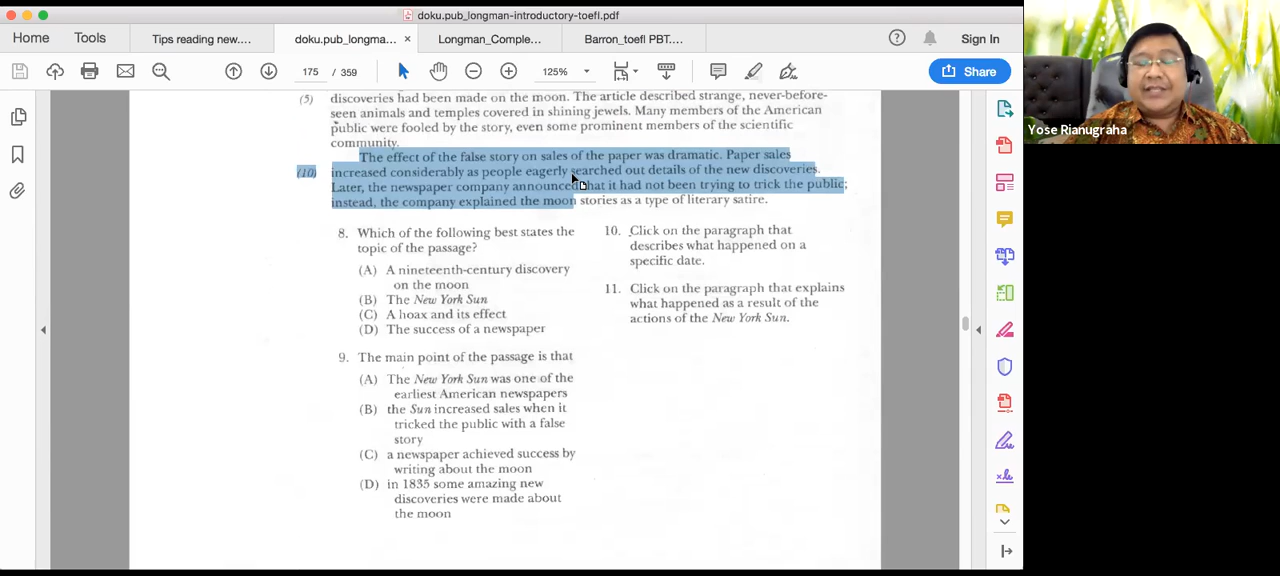 doku.pub_longman-introductory-toefl.pdf
Home Tools Tips reading new.... doku.pub_longma... × Longman_Comple... Barron_toefl PBT.... Sign In
175 / 359 125% Share
(5) discoveries had been made on the moon. The article described strange, never-before-
seen animals and temples covered in shining jewels. Many members of the American
public were fooled by the story, even some prominent members of the scientific
community.
The effect of the false story on sales of the paper was dramatic. Paper sales
(10) increased considerably as people eagerly searched out details of the new discoveries.
Later, the newspaper company announced that it had not been trying to trick the public;
instead, the company explained the moon stories as a type of literary satire.
8. Which of the following best states the
topic of the passage?
(A) A nineteenth-century discovery
on the moon
(B) The New York Sun
(C) A hoax and its effect
(D) The success of a newspaper
9. The main point of the passage is that
(A) The New York Sun was one of the
earliest American newspapers
(B) the Sun increased sales when it
tricked the public with a false
story
(C) a newspaper achieved success by
writing about the moon
(D) in 1835 some amazing new
discoveries were made about
the moon
10. Click on the paragraph that
describes what happened on a
specific date.
11. Click on the paragraph that explains
what happened as a result of the
actions of the New York Sun.
Yose Rianugraha